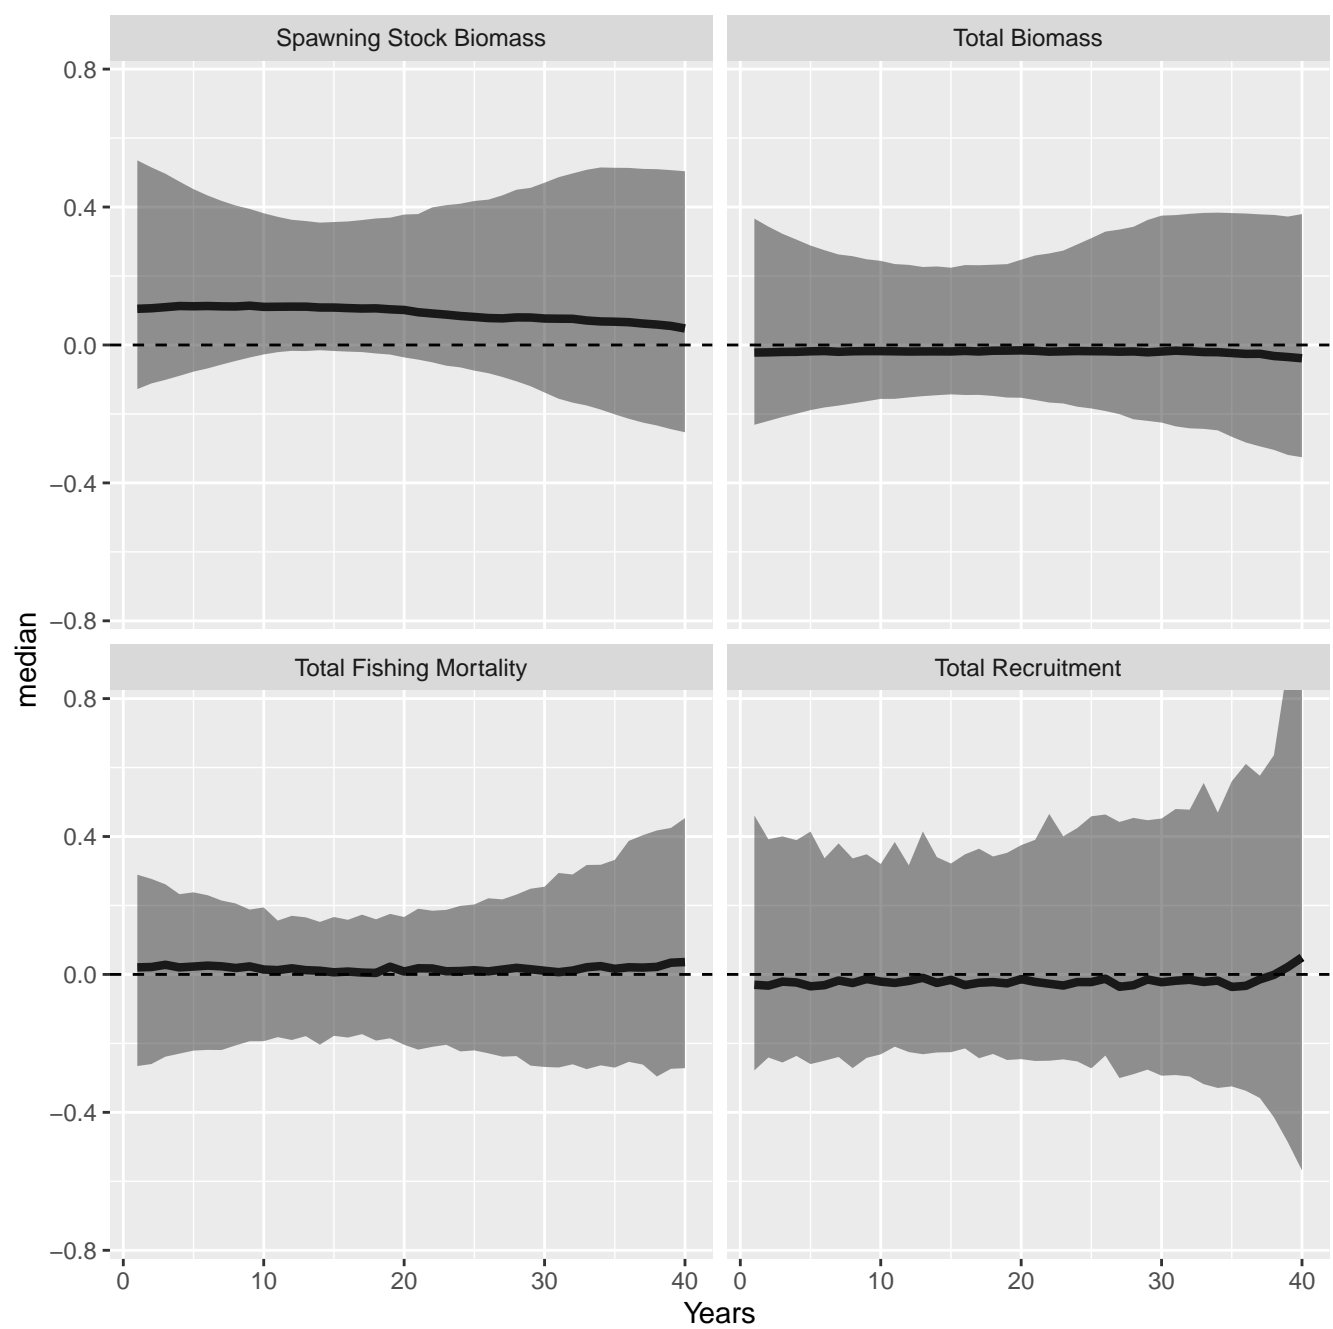 Spawning Stock Biomass
Total Biomass
0.8
0.4
0.0
−0.4
−0.8
median
Total Fishing Mortality
Total Recruitment
0.8
0.4
0.0
−0.4
−0.8
0 10 20 30 40
0 10 20 30 40
Years